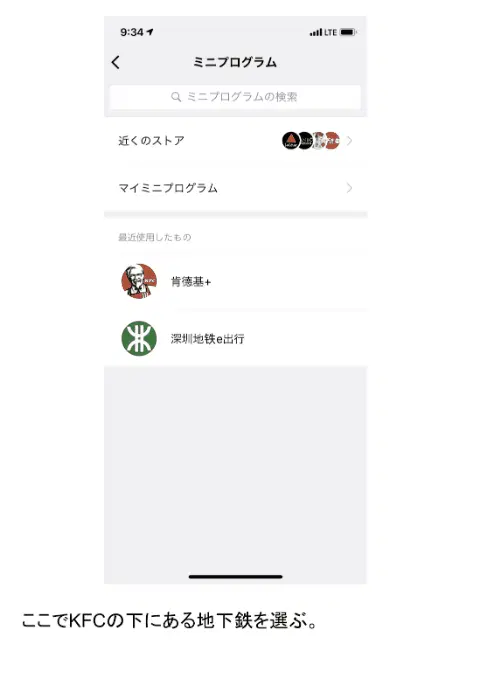 9:34
LTE
ミニプログラム
ミニプログラムの検索
近くのストア
マイミニプログラム
最近使用したもの
KFC
肯德基+
深圳地铁e出行
ここでKFCの下にある地下鉄を選ぶ。